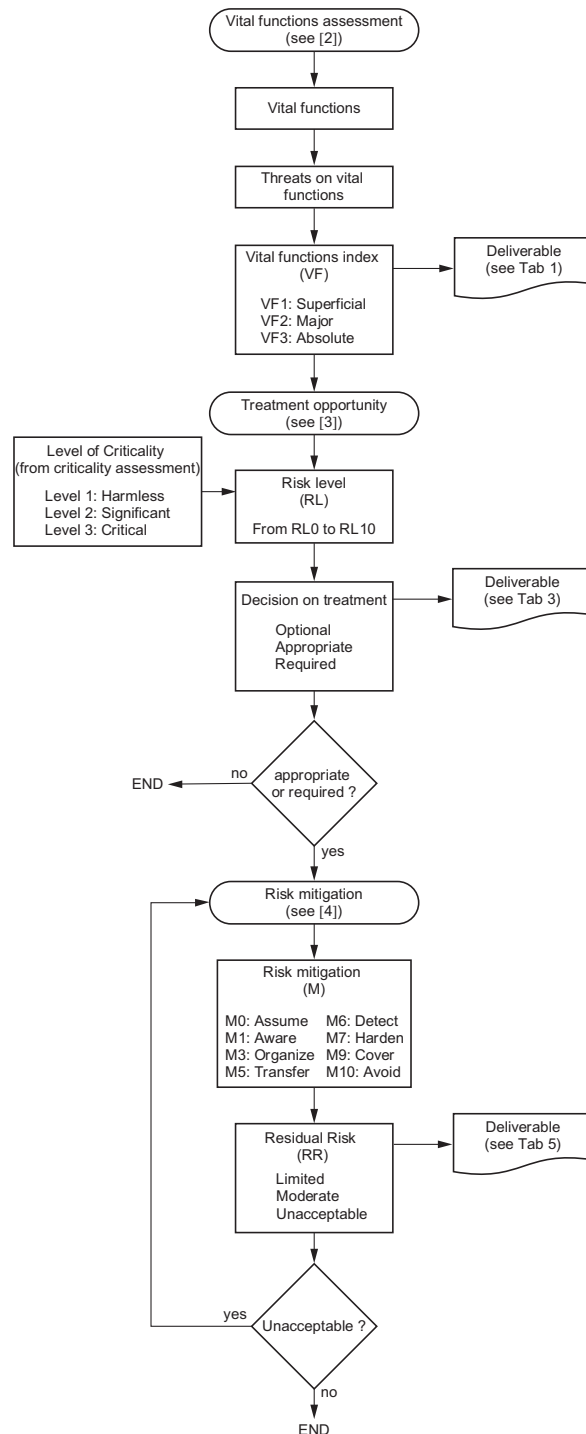 Vital functions assessment
(see [2])
Vital functions
Threats on vital
functions
Vital functions index
(VF)
VF1: Superficial
VF2: Major
VF3: Absolute
Deliverable
(see Tab 1)
Treatment opportunity
(see [3])
Level of Criticality
(from criticality assessment)
Level 1: Harmless
Level 2: Significant
Level 3: Critical
Risk level
(RL)
From RL0 to RL10
Decision on treatment
Optional
Appropriate
Required
Deliverable
(see Tab 3)
appropriate
or required ?
no
END
yes
Risk mitigation
(see [4])
Risk mitigation
(M)
M0: Assume M6: Detect
M1: Aware M7: Harden
M3: Organize M9: Cover
M5: Transfer M10: Avoid
Residual Risk
(RR)
Limited
Moderate
Unacceptable
Deliverable
(see Tab 5)
yes
Unacceptable ?
no
END